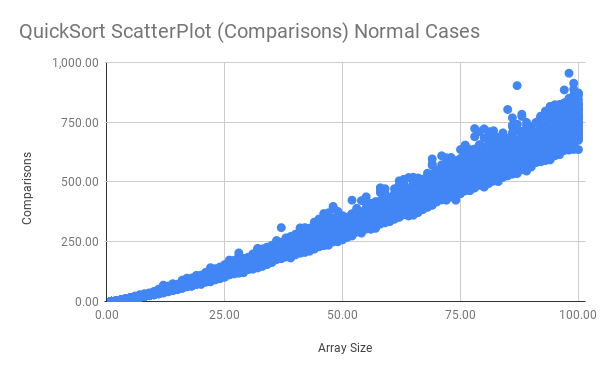 QuickSort ScatterPlot (Comparisons) Normal Cases
1,000.00
750.00
500.00
250.00
0.00
Comparisons
0.00 25.00 50.00 75.00 100.00
Array Size